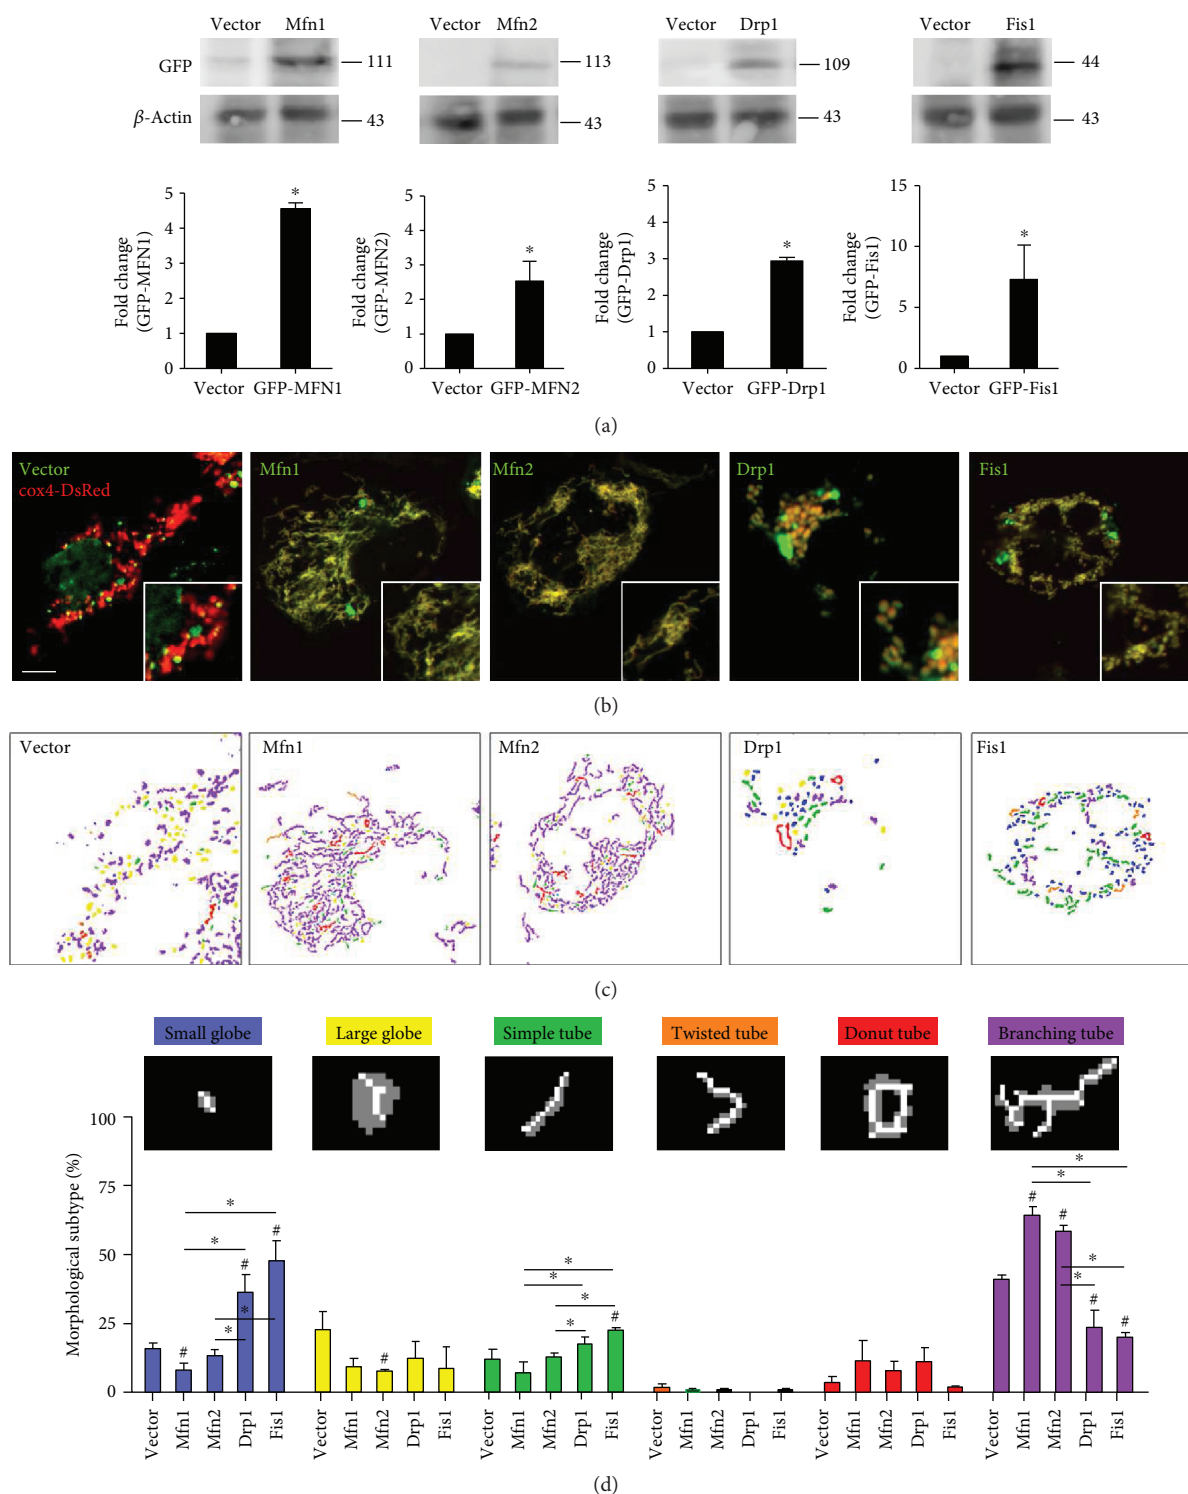 Vector Mfn1 Vector Mfn2 Vector Drp1 Vector Fis1
GFP 111 113 109 44
β-Actin 43 43 43 43
Fold change (GFP-MFN1)
5
4
3
2
1
0
*
Vector GFP-MFN1
Fold change (GFP-MFN2)
5
4
3
2
1
0
*
Vector GFP-MFN2
Fold change (GFP-Drp1)
5
4
3
2
1
0
*
Vector GFP-Drp1
Fold change (GFP-Fis1)
15
10
5
0
*
Vector GFP-Fis1
(a)
Vector
cox4-DsRed
Mfn1
Mfn2
Drp1
Fis1
(b)
Vector
Mfn1
Mfn2
Drp1
Fis1
(c)
Small globe Large globe Simple tube Twisted tube Donut tube Branching tube
Morphological subtype (%)
100
75
50
25
0
* * * * # # #
#
* * * * #
* * * * # # # #
Vector Mfn1 Mfn2 Drp1 Fis1 Vector Mfn1 Mfn2 Drp1 Fis1 Vector Mfn1 Mfn2 Drp1 Fis1 Vector Mfn1 Mfn2 Drp1 Fis1 Vector Mfn1 Mfn2 Drp1 Fis1 Vector Mfn1 Mfn2 Drp1 Fis1
(d)